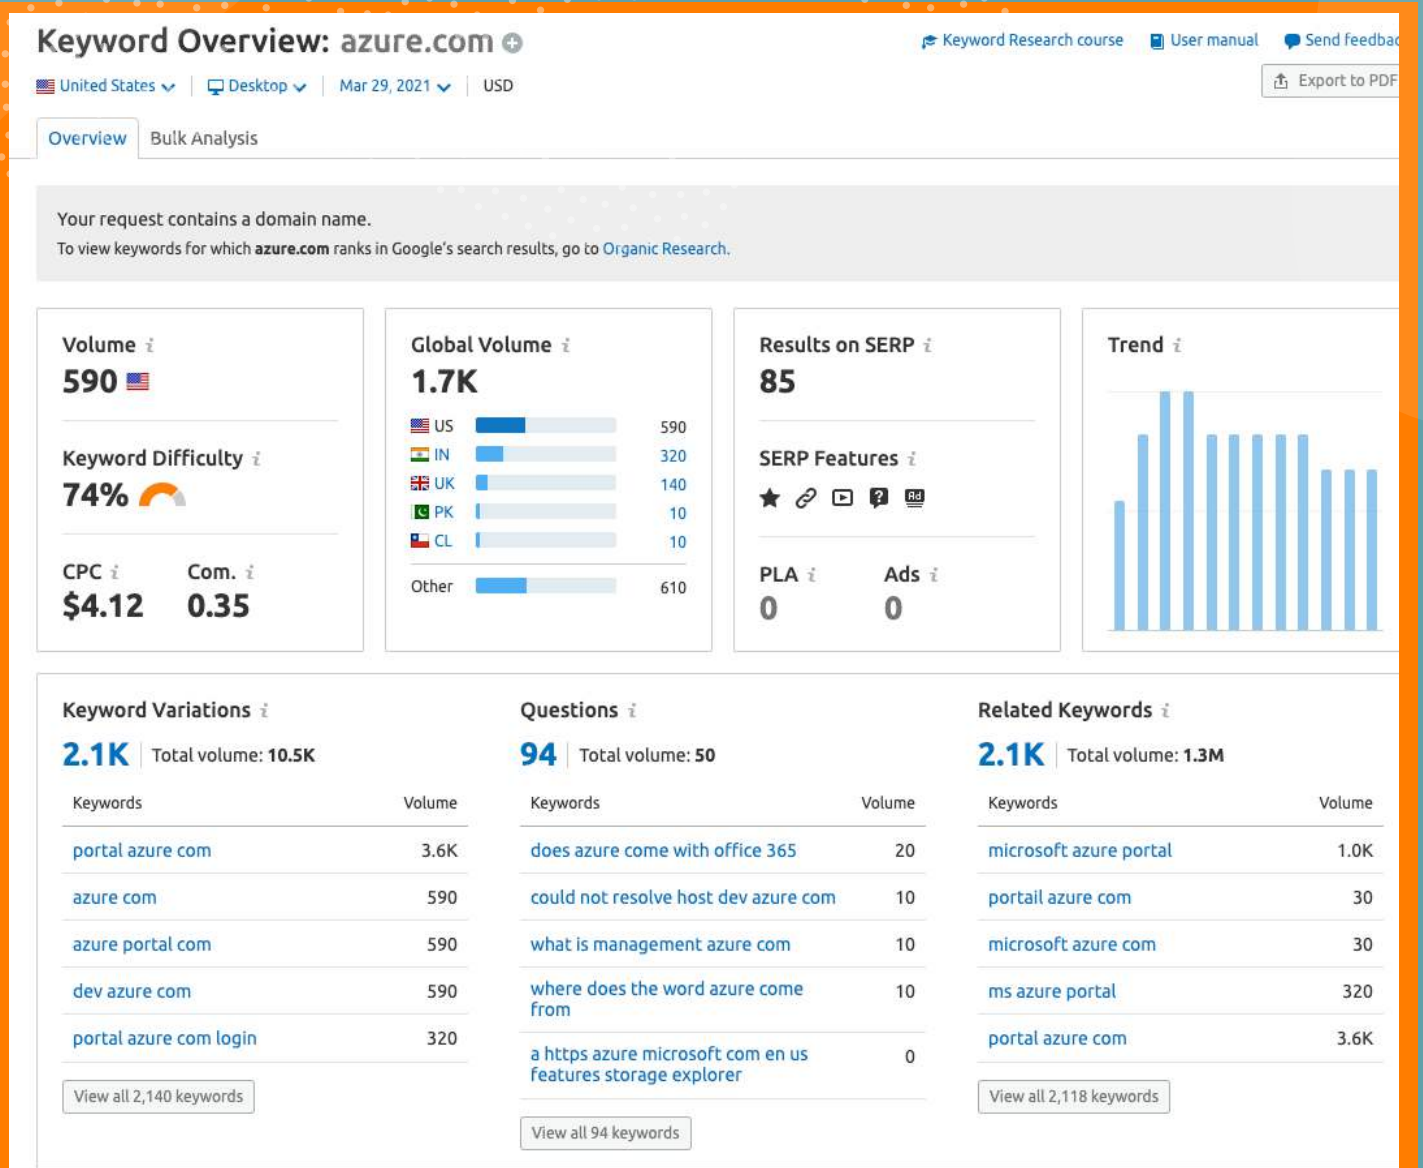 Keyword Overview: azure.com
Keyword Research course
User manual
Send feedbac
United States
Desktop
Mar 29, 2021
USD
Export to PDF
Overview
Bulk Analysis
Your request contains a domain name.
To view keywords for which azure.com ranks in Google's search results, go to Organic Research.
Volume i
590
Keyword Difficulty i
74%
CPC i Com. i
$4.12 0.35
Global Volume i
1.7K
US 590
IN 320
UK 140
PK 10
CL 10
Other 610
Results on SERP i
85
SERP Features i
Ad
PLA i Ads i
0 0
Trend i
Keyword Variations i
2.1K Total volume: 10.5K
Keywords Volume
portal azure com 3.6K
azure com 590
azure portal com 590
dev azure com 590
portal azure com login 320
View all 2,140 keywords
Questions i
94 Total volume: 50
Keywords Volume
does azure come with office 365 20
could not resolve host dev azure com 10
what is management azure com 10
where does the word azure come 10
from
a https azure microsoft com en us 0
features storage explorer
View all 94 keywords
Related Keywords i
2.1K Total volume: 1.3M
Keywords Volume
microsoft azure portal 1.0K
portail azure com 30
microsoft azure com 30
ms azure portal 320
portal azure com 3.6K
View all 2,118 keywords